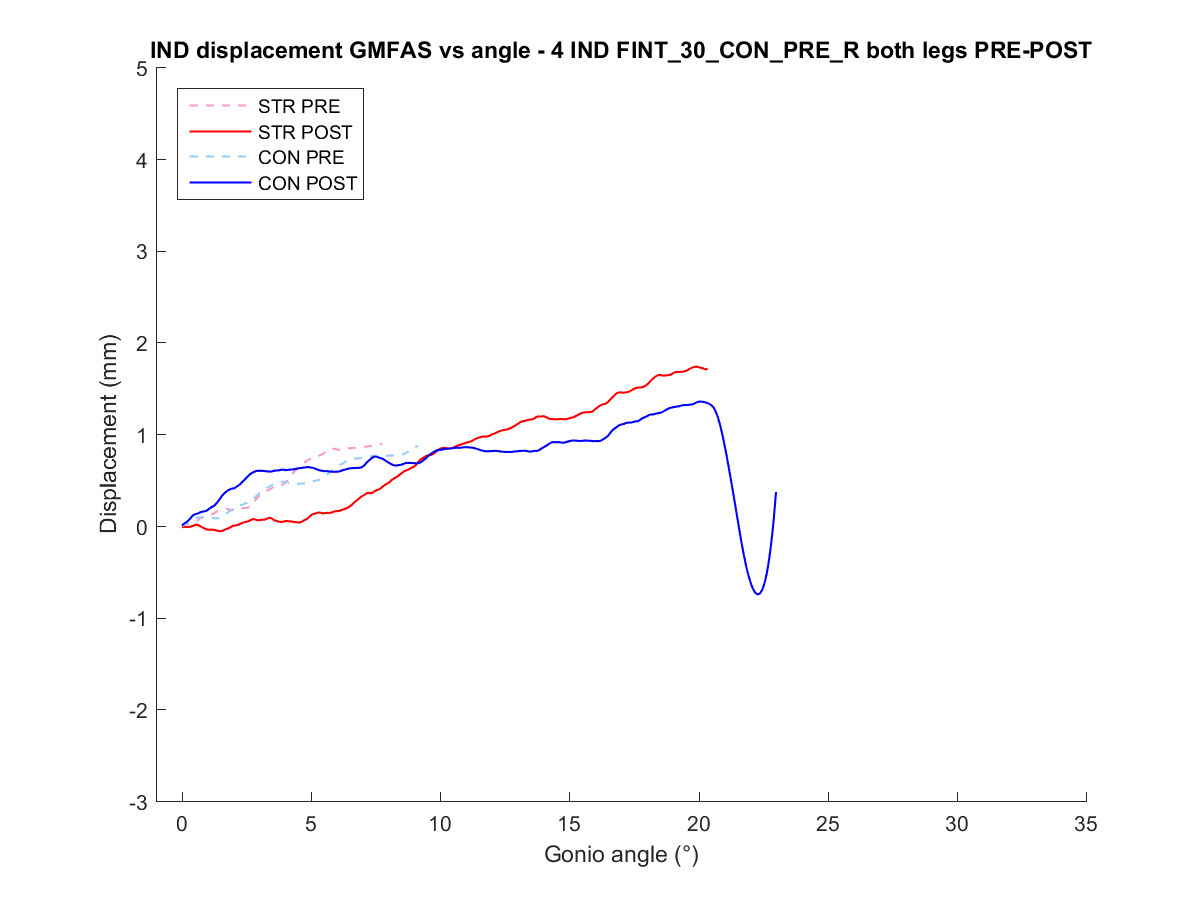 IND displacement GMFAS vs angle - 4 IND FINT_30_CON_PRE_R both legs PRE-POST
5
4
3
2
1
0
-1
-2
-3
Displacement (mm)
STR PRE
STR POST
CON PRE
CON POST
0 5 10 15 20 25 30 35
Gonio angle (°)